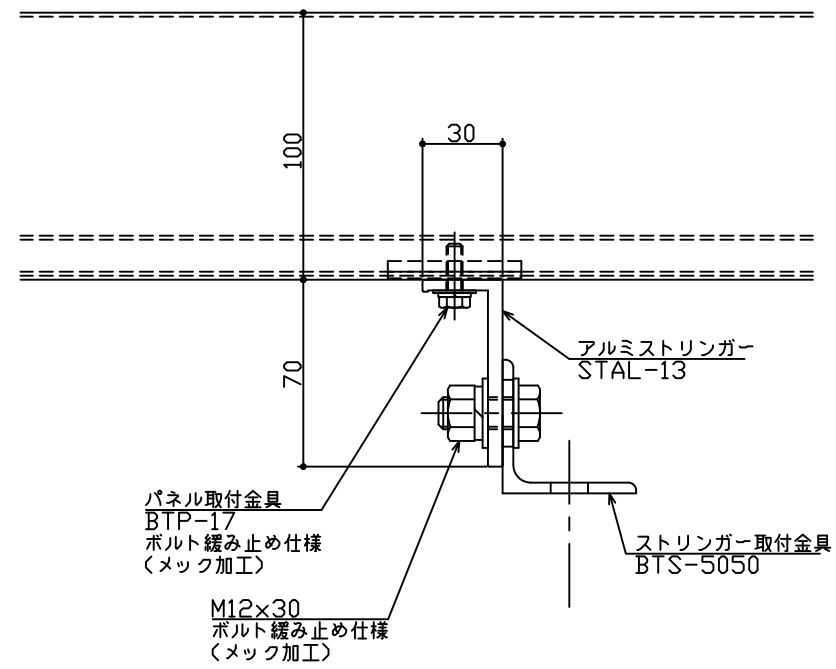 30
100
70
アルミストリンガー
STAL-13
パネル取付金具
BTP-17
ボルト緩み止め仕様
(メック加工)
ストリンガー取付金具
BTS-5050
M12x30
ボルト緩み止め仕様
(メック加工)